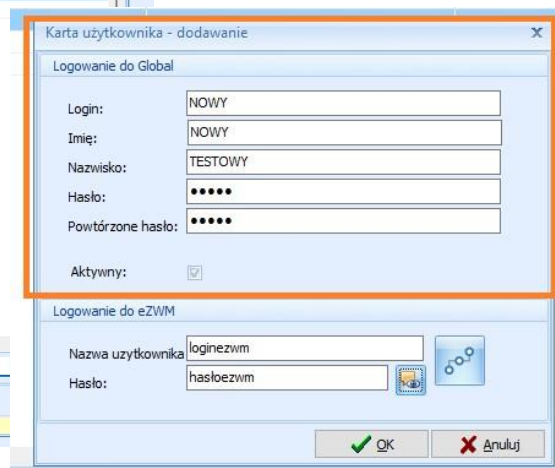 Karta użytkownika - dodawanie x
Logowanie do Global
Login: NOWY
Imię: NOWY
Nazwisko: TESTOWY
Hasło: •••••
Powtórzone hasło: •••••
Aktywny:
Logowanie do eZWM
Nazwa uzytkownika loginezwm
Hasło: hasłoezwm
OK Anuluj